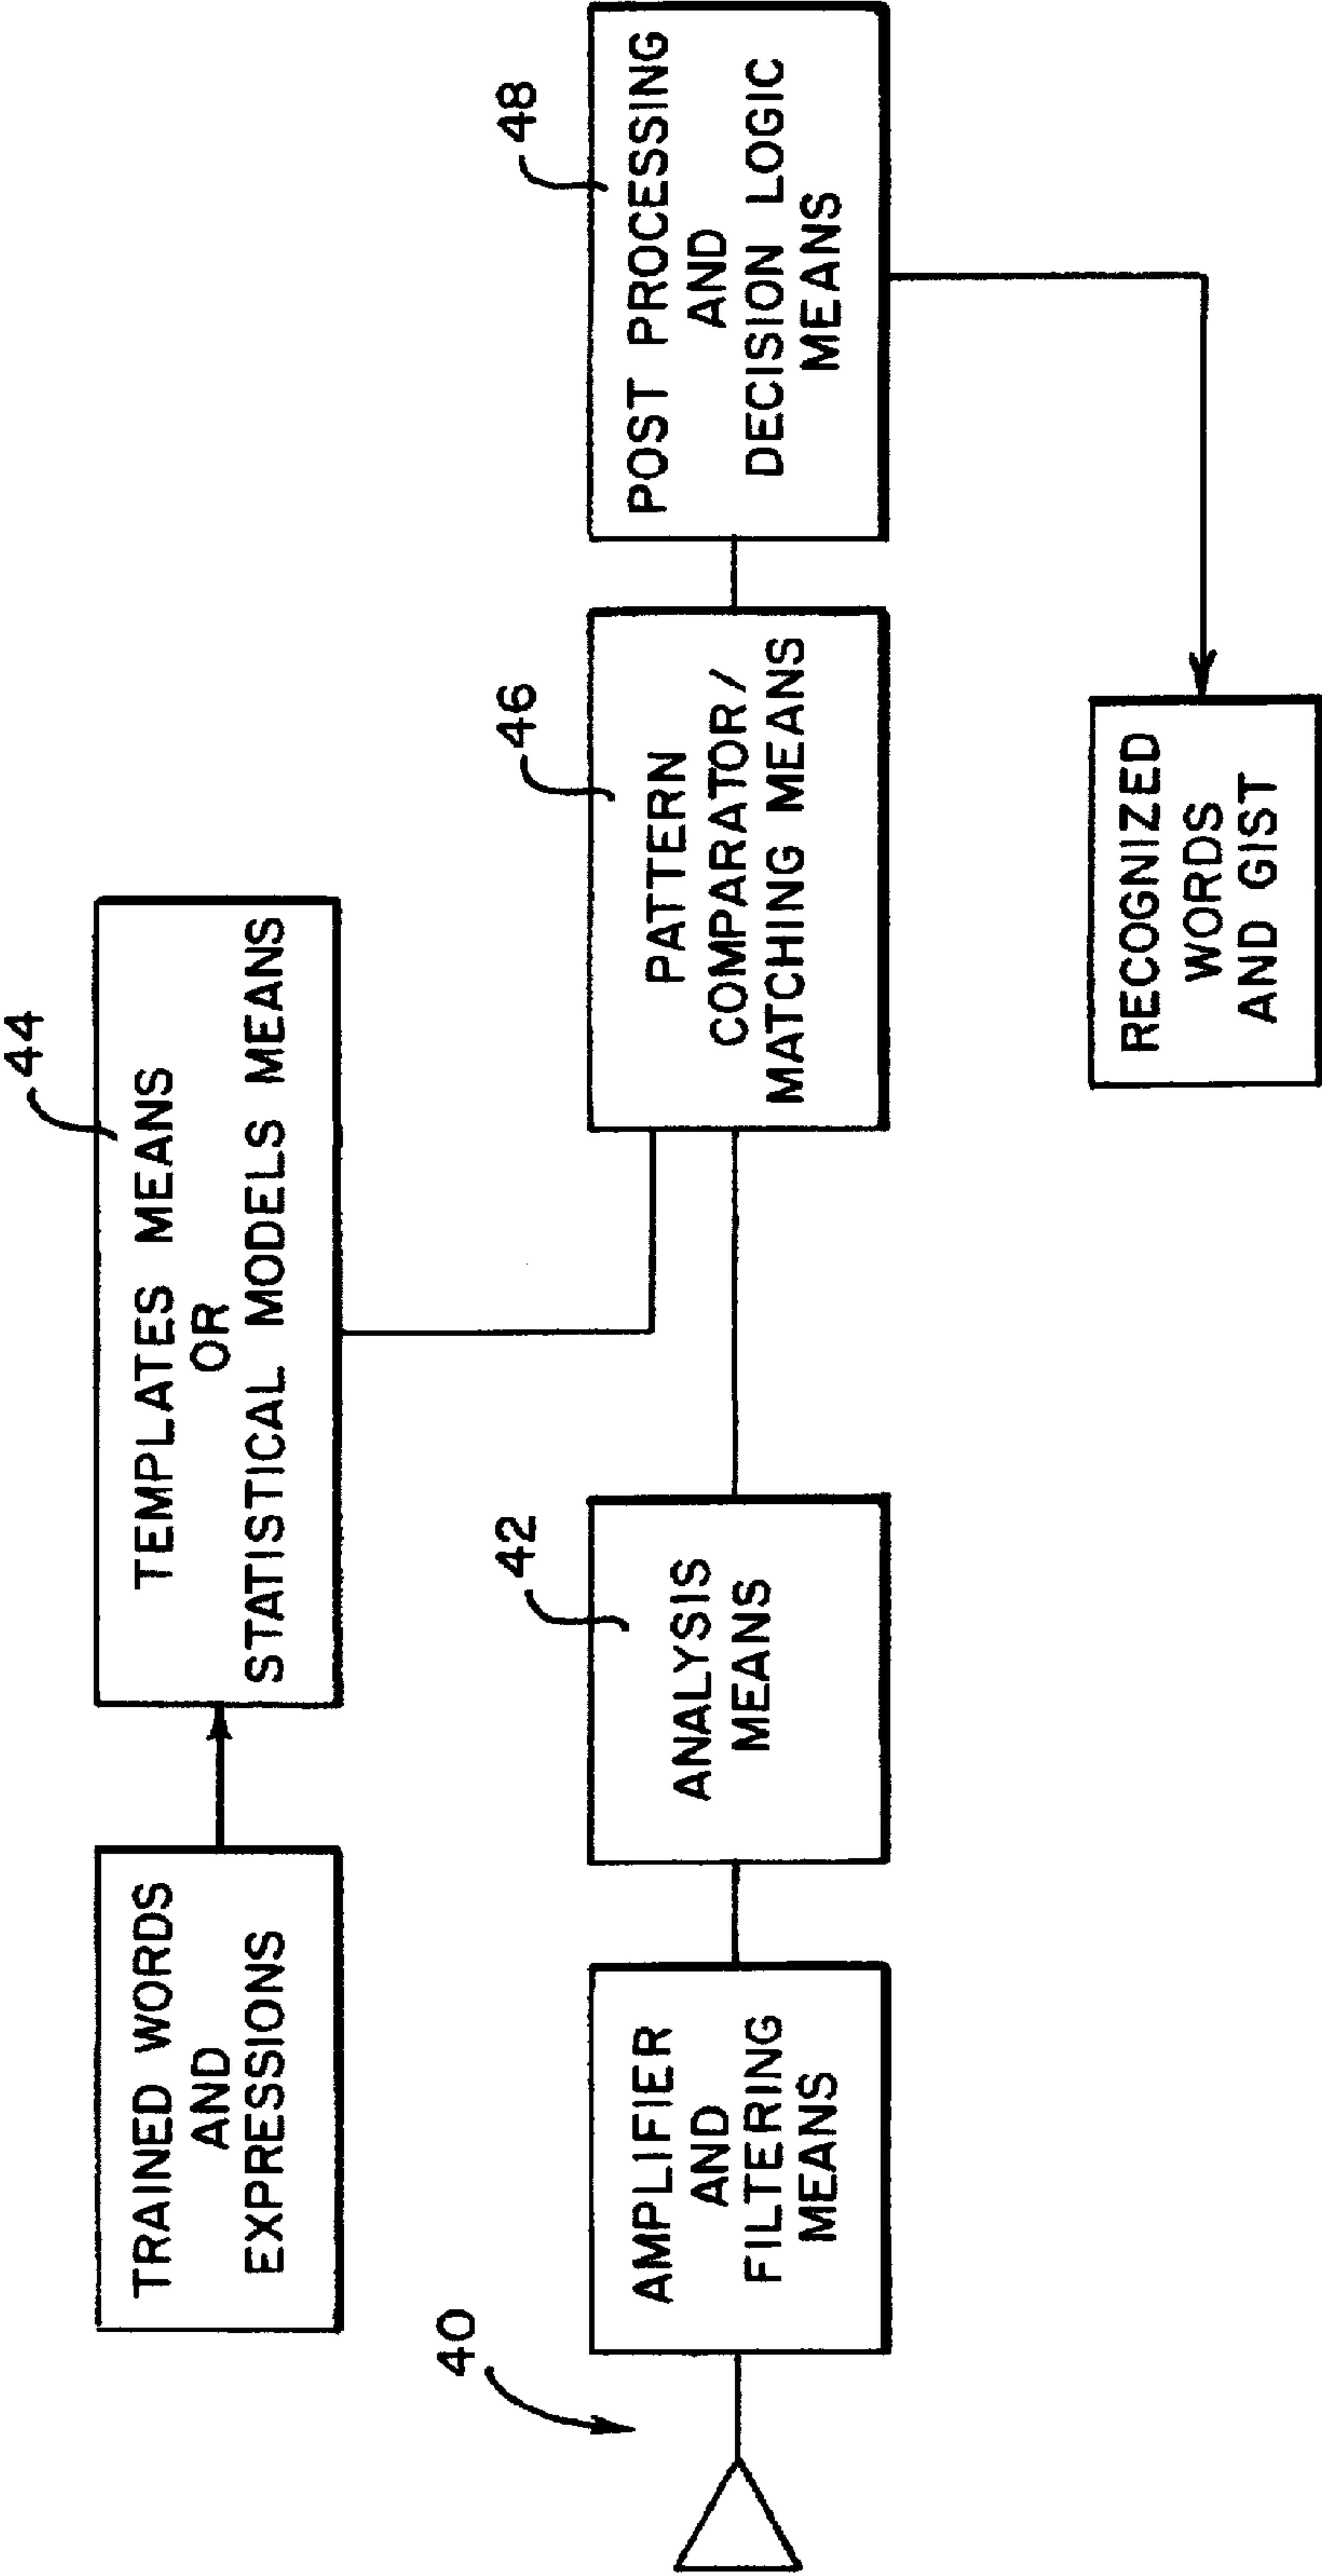 44
TEMPLATES MEANS
OR
STATISTICAL MODELS MEANS
TRAINED WORDS
AND
EXPRESSIONS
40
AMPLIFIER
AND
FILTERING
MEANS
42
ANALYSIS
MEANS
46
PATTERN
COMPARATOR/
MATCHING MEANS
48
POST PROCESSING
AND
DECISION LOGIC
MEANS
RECOGNIZED
WORDS
AND GIST